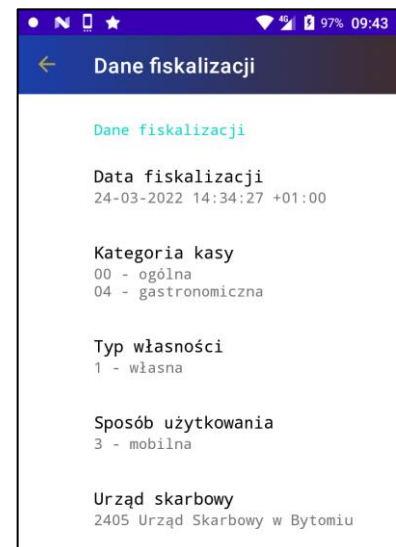 4G 97% 09:43
Dane fiskalizacji
Dane fiskalizacji
Data fiskalizacji
24-03-2022 14:34:27 +01:00
Kategoria kasy
00 - ogólna
04 - gastronomiczna
Typ własności
1 - własna
Sposób użytkowania
3 - mobilna
Urząd skarbowy
2405 Urząd Skarbowy w Bytomiu